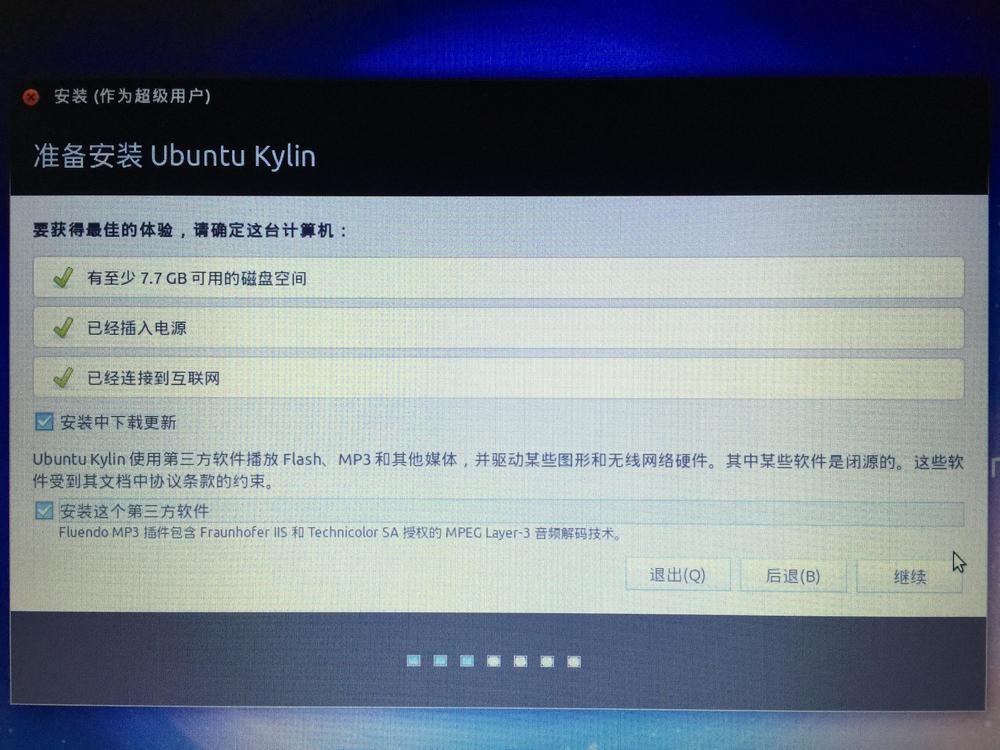 安装 (作为超级用户)
准备安装 Ubuntu Kylin
要获得最佳的体验，请确定这台计算机：
有至少 7.7 GB 可用的磁盘空间
已经插入电源
已经连接到互联网
安装中下载更新
Ubuntu Kylin 使用第三方软件播放 Flash、MP3 和其他媒体，并驱动某些图形和无线网络硬件。其中某些软件是闭源的。这些软
件受到其文档中协议条款的约束。
安装这个第三方软件
Fluendo MP3 插件包含 Fraunhofer IIS 和 Technicolor SA 授权的 MPEG Layer-3 音频解码技术。
退出(Q) 后退(B) 继续